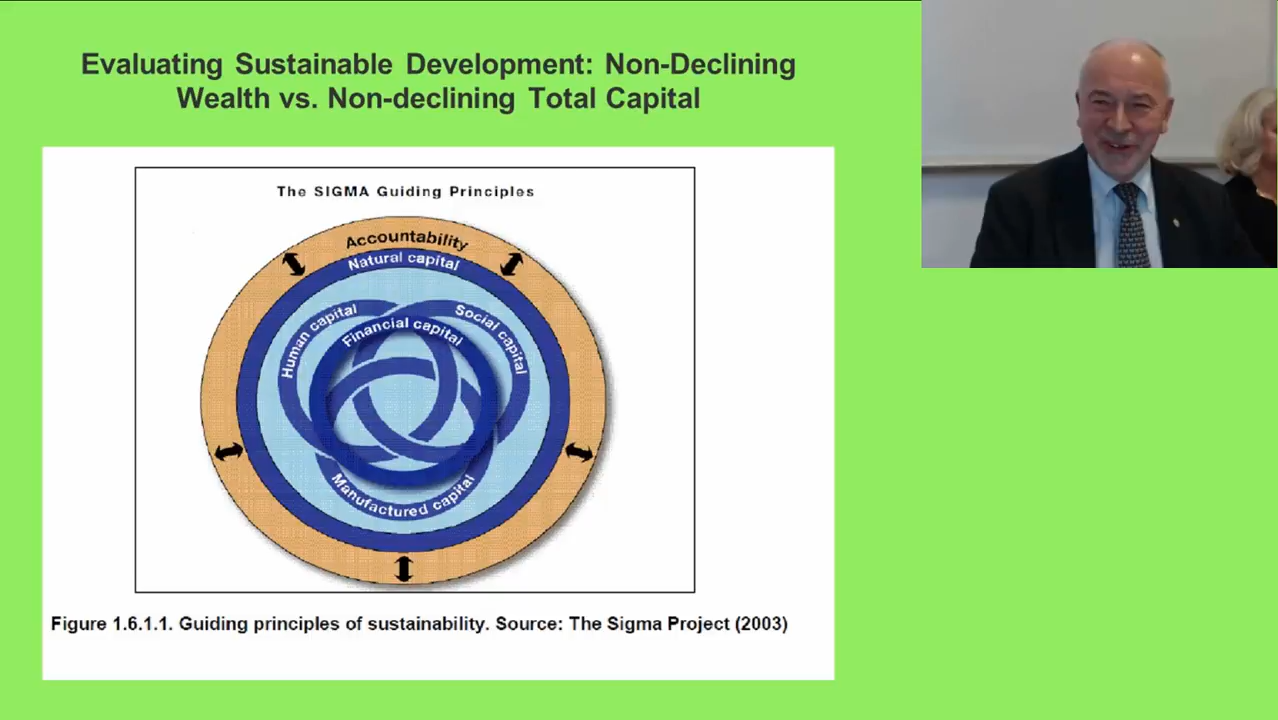 Evaluating Sustainable Development: Non-Declining
Wealth vs. Non-declining Total Capital
The SIGMA Guiding Principles
Accountability
Natural capital
Human capital
Social capital
Financial capital
Manufactured capital
Figure 1.6.1.1. Guiding principles of sustainability. Source: The Sigma Project (2003)